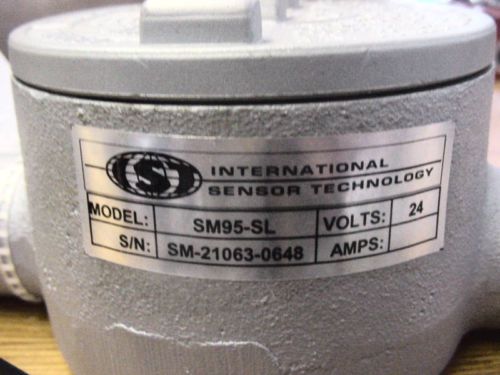 IST INTERNATIONAL
SENSOR TECHNOLOGY
MODEL: SM95-SL VOLTS: 24
S/N: SM-21063-0648 AMPS: